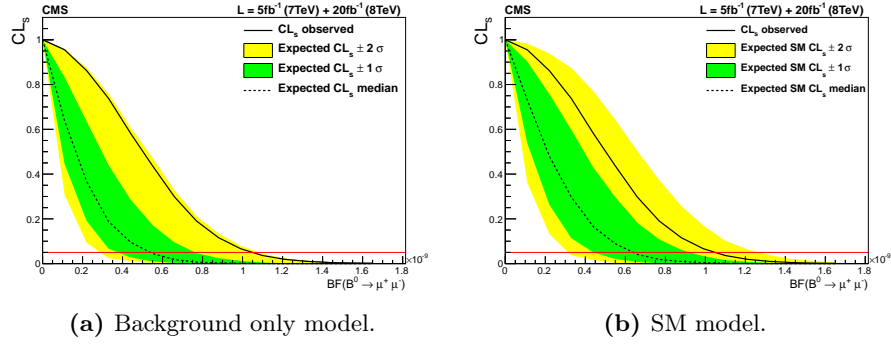 CMS L = 5fb⁻¹ (7TeV) + 20fb⁻¹ (8TeV)
CLₛ
CLₛ observed
Expected CLₛ ± 2 σ
Expected CLₛ ± 1 σ
Expected CLₛ median
1
0.8
0.6
0.4
0.2
0
0 0.2 0.4 0.6 0.8 1 1.2 1.4 1.6 1.8
×10⁻⁹
BF(B⁰ → μ⁺ μ⁻)
(a) Background only model.
CMS L = 5fb⁻¹ (7TeV) + 20fb⁻¹ (8TeV)
CLₛ
CLₛ observed
Expected SM CLₛ ± 2 σ
Expected SM CLₛ ± 1 σ
Expected SM CLₛ median
1
0.8
0.6
0.4
0.2
0
0 0.2 0.4 0.6 0.8 1 1.2 1.4 1.6 1.8
×10⁻⁹
BF(B⁰ → μ⁺ μ⁻)
(b) SM model.